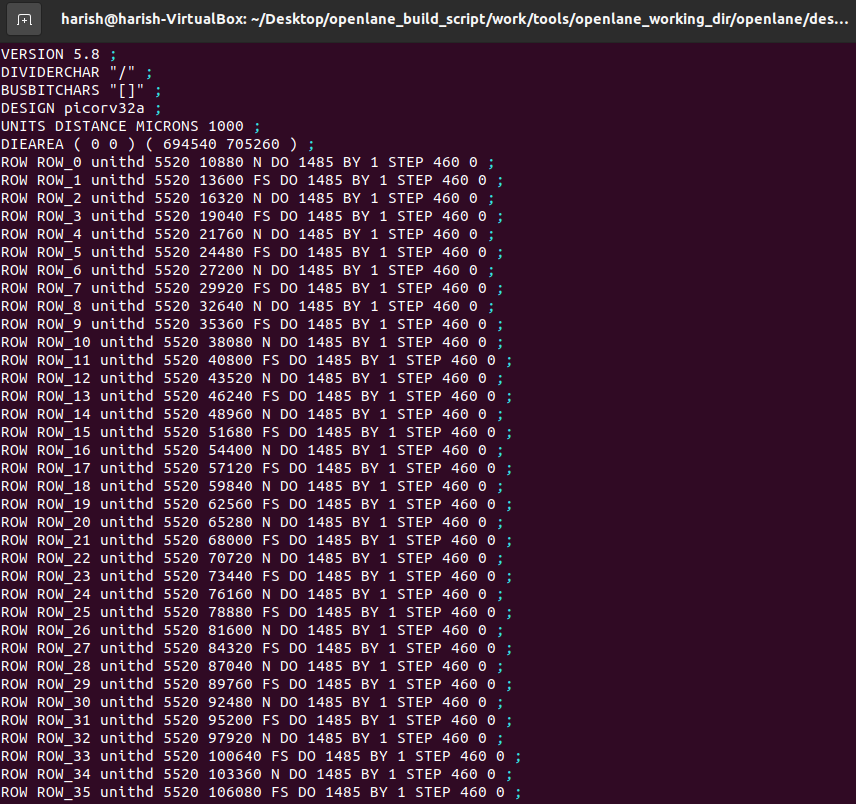 harish@harish-VirtualBox: ~/Desktop/openlane_build_script/work/tools/openlane_working_dir/openlane/des...
VERSION 5.8 ;
DIVIDERCHAR "/" ;
BUSBITCHARS "[]" ;
DESIGN picorv32a ;
UNITS DISTANCE MICRONS 1000 ;
DIEAREA ( 0 0 ) ( 694540 705260 ) ;
ROW ROW_0 unithd 5520 10880 N DO 1485 BY 1 STEP 460 0 ;
ROW ROW_1 unithd 5520 13600 FS DO 1485 BY 1 STEP 460 0 ;
ROW ROW_2 unithd 5520 16320 N DO 1485 BY 1 STEP 460 0 ;
ROW ROW_3 unithd 5520 19040 FS DO 1485 BY 1 STEP 460 0 ;
ROW ROW_4 unithd 5520 21760 N DO 1485 BY 1 STEP 460 0 ;
ROW ROW_5 unithd 5520 24480 FS DO 1485 BY 1 STEP 460 0 ;
ROW ROW_6 unithd 5520 27200 N DO 1485 BY 1 STEP 460 0 ;
ROW ROW_7 unithd 5520 29920 FS DO 1485 BY 1 STEP 460 0 ;
ROW ROW_8 unithd 5520 32640 N DO 1485 BY 1 STEP 460 0 ;
ROW ROW_9 unithd 5520 35360 FS DO 1485 BY 1 STEP 460 0 ;
ROW ROW_10 unithd 5520 38080 N DO 1485 BY 1 STEP 460 0 ;
ROW ROW_11 unithd 5520 40800 FS DO 1485 BY 1 STEP 460 0 ;
ROW ROW_12 unithd 5520 43520 N DO 1485 BY 1 STEP 460 0 ;
ROW ROW_13 unithd 5520 46240 FS DO 1485 BY 1 STEP 460 0 ;
ROW ROW_14 unithd 5520 48960 N DO 1485 BY 1 STEP 460 0 ;
ROW ROW_15 unithd 5520 51680 FS DO 1485 BY 1 STEP 460 0 ;
ROW ROW_16 unithd 5520 54400 N DO 1485 BY 1 STEP 460 0 ;
ROW ROW_17 unithd 5520 57120 FS DO 1485 BY 1 STEP 460 0 ;
ROW ROW_18 unithd 5520 59840 N DO 1485 BY 1 STEP 460 0 ;
ROW ROW_19 unithd 5520 62560 FS DO 1485 BY 1 STEP 460 0 ;
ROW ROW_20 unithd 5520 65280 N DO 1485 BY 1 STEP 460 0 ;
ROW ROW_21 unithd 5520 68000 FS DO 1485 BY 1 STEP 460 0 ;
ROW ROW_22 unithd 5520 70720 N DO 1485 BY 1 STEP 460 0 ;
ROW ROW_23 unithd 5520 73440 FS DO 1485 BY 1 STEP 460 0 ;
ROW ROW_24 unithd 5520 76160 N DO 1485 BY 1 STEP 460 0 ;
ROW ROW_25 unithd 5520 78880 FS DO 1485 BY 1 STEP 460 0 ;
ROW ROW_26 unithd 5520 81600 N DO 1485 BY 1 STEP 460 0 ;
ROW ROW_27 unithd 5520 84320 FS DO 1485 BY 1 STEP 460 0 ;
ROW ROW_28 unithd 5520 87040 N DO 1485 BY 1 STEP 460 0 ;
ROW ROW_29 unithd 5520 89760 FS DO 1485 BY 1 STEP 460 0 ;
ROW ROW_30 unithd 5520 92480 N DO 1485 BY 1 STEP 460 0 ;
ROW ROW_31 unithd 5520 95200 FS DO 1485 BY 1 STEP 460 0 ;
ROW ROW_32 unithd 5520 97920 N DO 1485 BY 1 STEP 460 0 ;
ROW ROW_33 unithd 5520 100640 FS DO 1485 BY 1 STEP 460 0 ;
ROW ROW_34 unithd 5520 103360 N DO 1485 BY 1 STEP 460 0 ;
ROW ROW_35 unithd 5520 106080 FS DO 1485 BY 1 STEP 460 0 ;